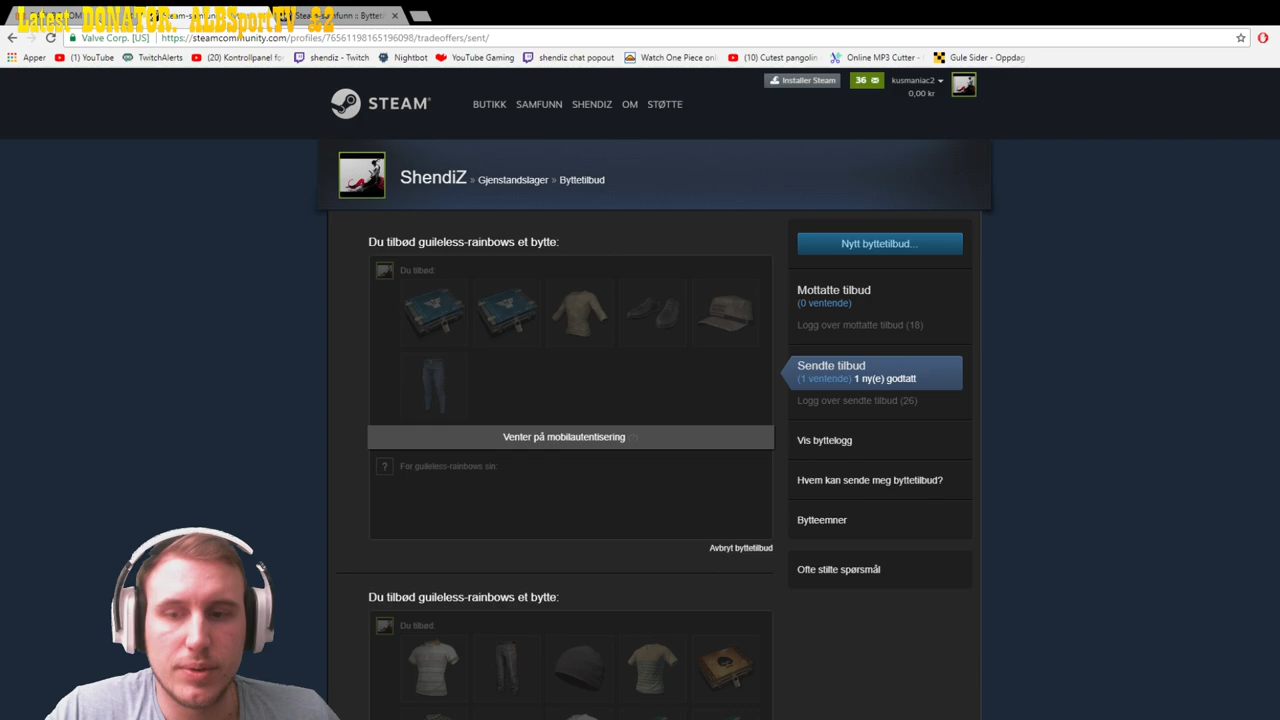 Latest DONATOR: ALBSportTV $2
Steam-samfunn :: Byttet
Valve Corp. [US] https://steamcommunity.com/profiles/76561198165196098/tradeoffers/sent/
Apper (1) YouTube TwitchAlerts (20) Kontrollpanel fo shendiz - Twitch Nightbot YouTube Gaming shendiz chat popout Watch One Piece onl (10) Cutest pangolin Online MP3 Cutter - Gule Sider - Oppdag
Installer Steam 36 kusmaniac2
0,00 kr
STEAM
BUTIKK SAMFUNN SHENDIZ OM STØTTE
ShendiZ » Gjenstandslager » Byttetilbud
Du tilbød guileless-rainbows et bytte:
Du tilbød:
Venter på mobilautentisering
? For guileless-rainbows sin:
Avbryt byttetilbud
Du tilbød guileless-rainbows et bytte:
Du tilbød:
Nytt byttetilbud...
Mottatte tilbud
(0 ventende)
Logg over mottatte tilbud (18)
Sendte tilbud
(1 ventende) 1 ny(e) godtatt
Logg over sendte tilbud (26)
Vis byttelogg
Hvem kan sende meg byttetilbud?
Bytteemner
Ofte stilte spørsmål